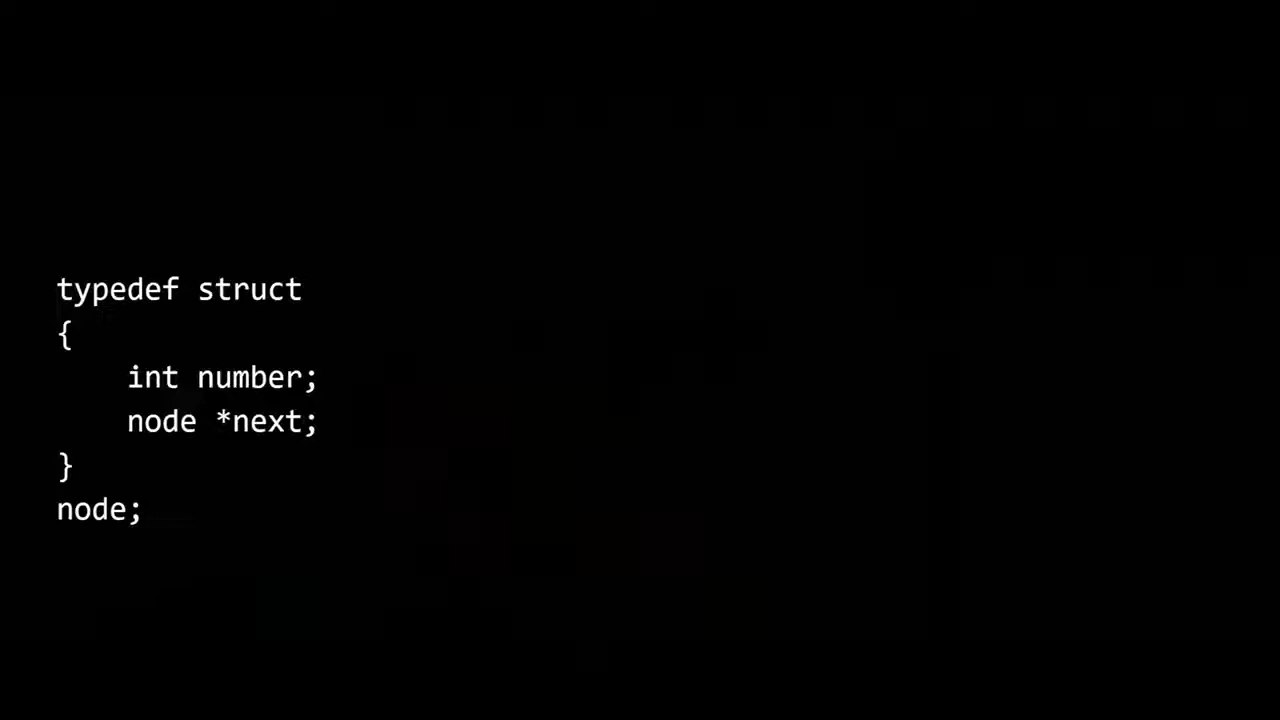 typedef struct
{
    int number;
    node *next;
}
node;